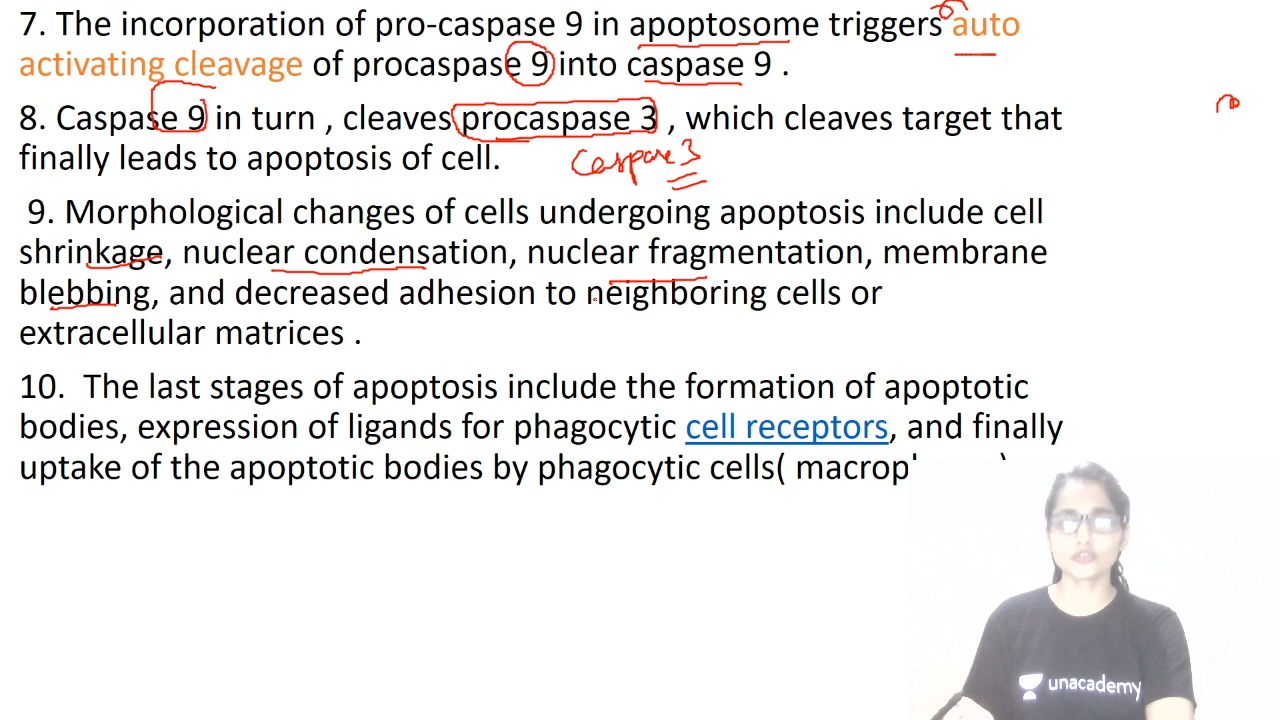 7. The incorporation of pro-caspase 9 in apoptosome triggers auto
activating cleavage of procaspase 9 into caspase 9 .
8. Caspase 9 in turn , cleaves procaspase 3 , which cleaves target that
finally leads to apoptosis of cell.
Caspase 3
9. Morphological changes of cells undergoing apoptosis include cell
shrinkage, nuclear condensation, nuclear fragmentation, membrane
blebbing, and decreased adhesion to neighboring cells or
extracellular matrices .
10. The last stages of apoptosis include the formation of apoptotic
bodies, expression of ligands for phagocytic cell receptors, and finally
uptake of the apoptotic bodies by phagocytic cells(
unacademy